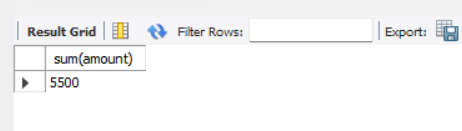 Result Grid Filter Rows: Export:
sum(amount)
5500